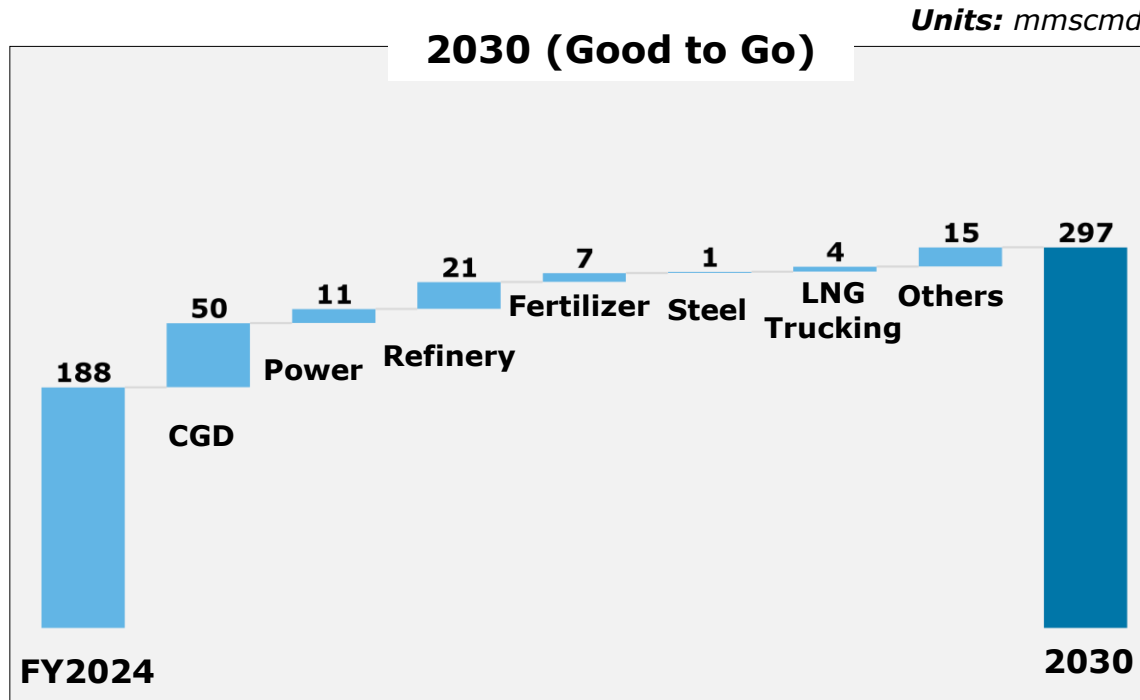 Units: mmscmd
2030 (Good to Go)
188
50
11
21
7
1
4
15
297
CGD
Power
Refinery
Fertilizer
Steel
LNG
Trucking
Others
FY2024
2030